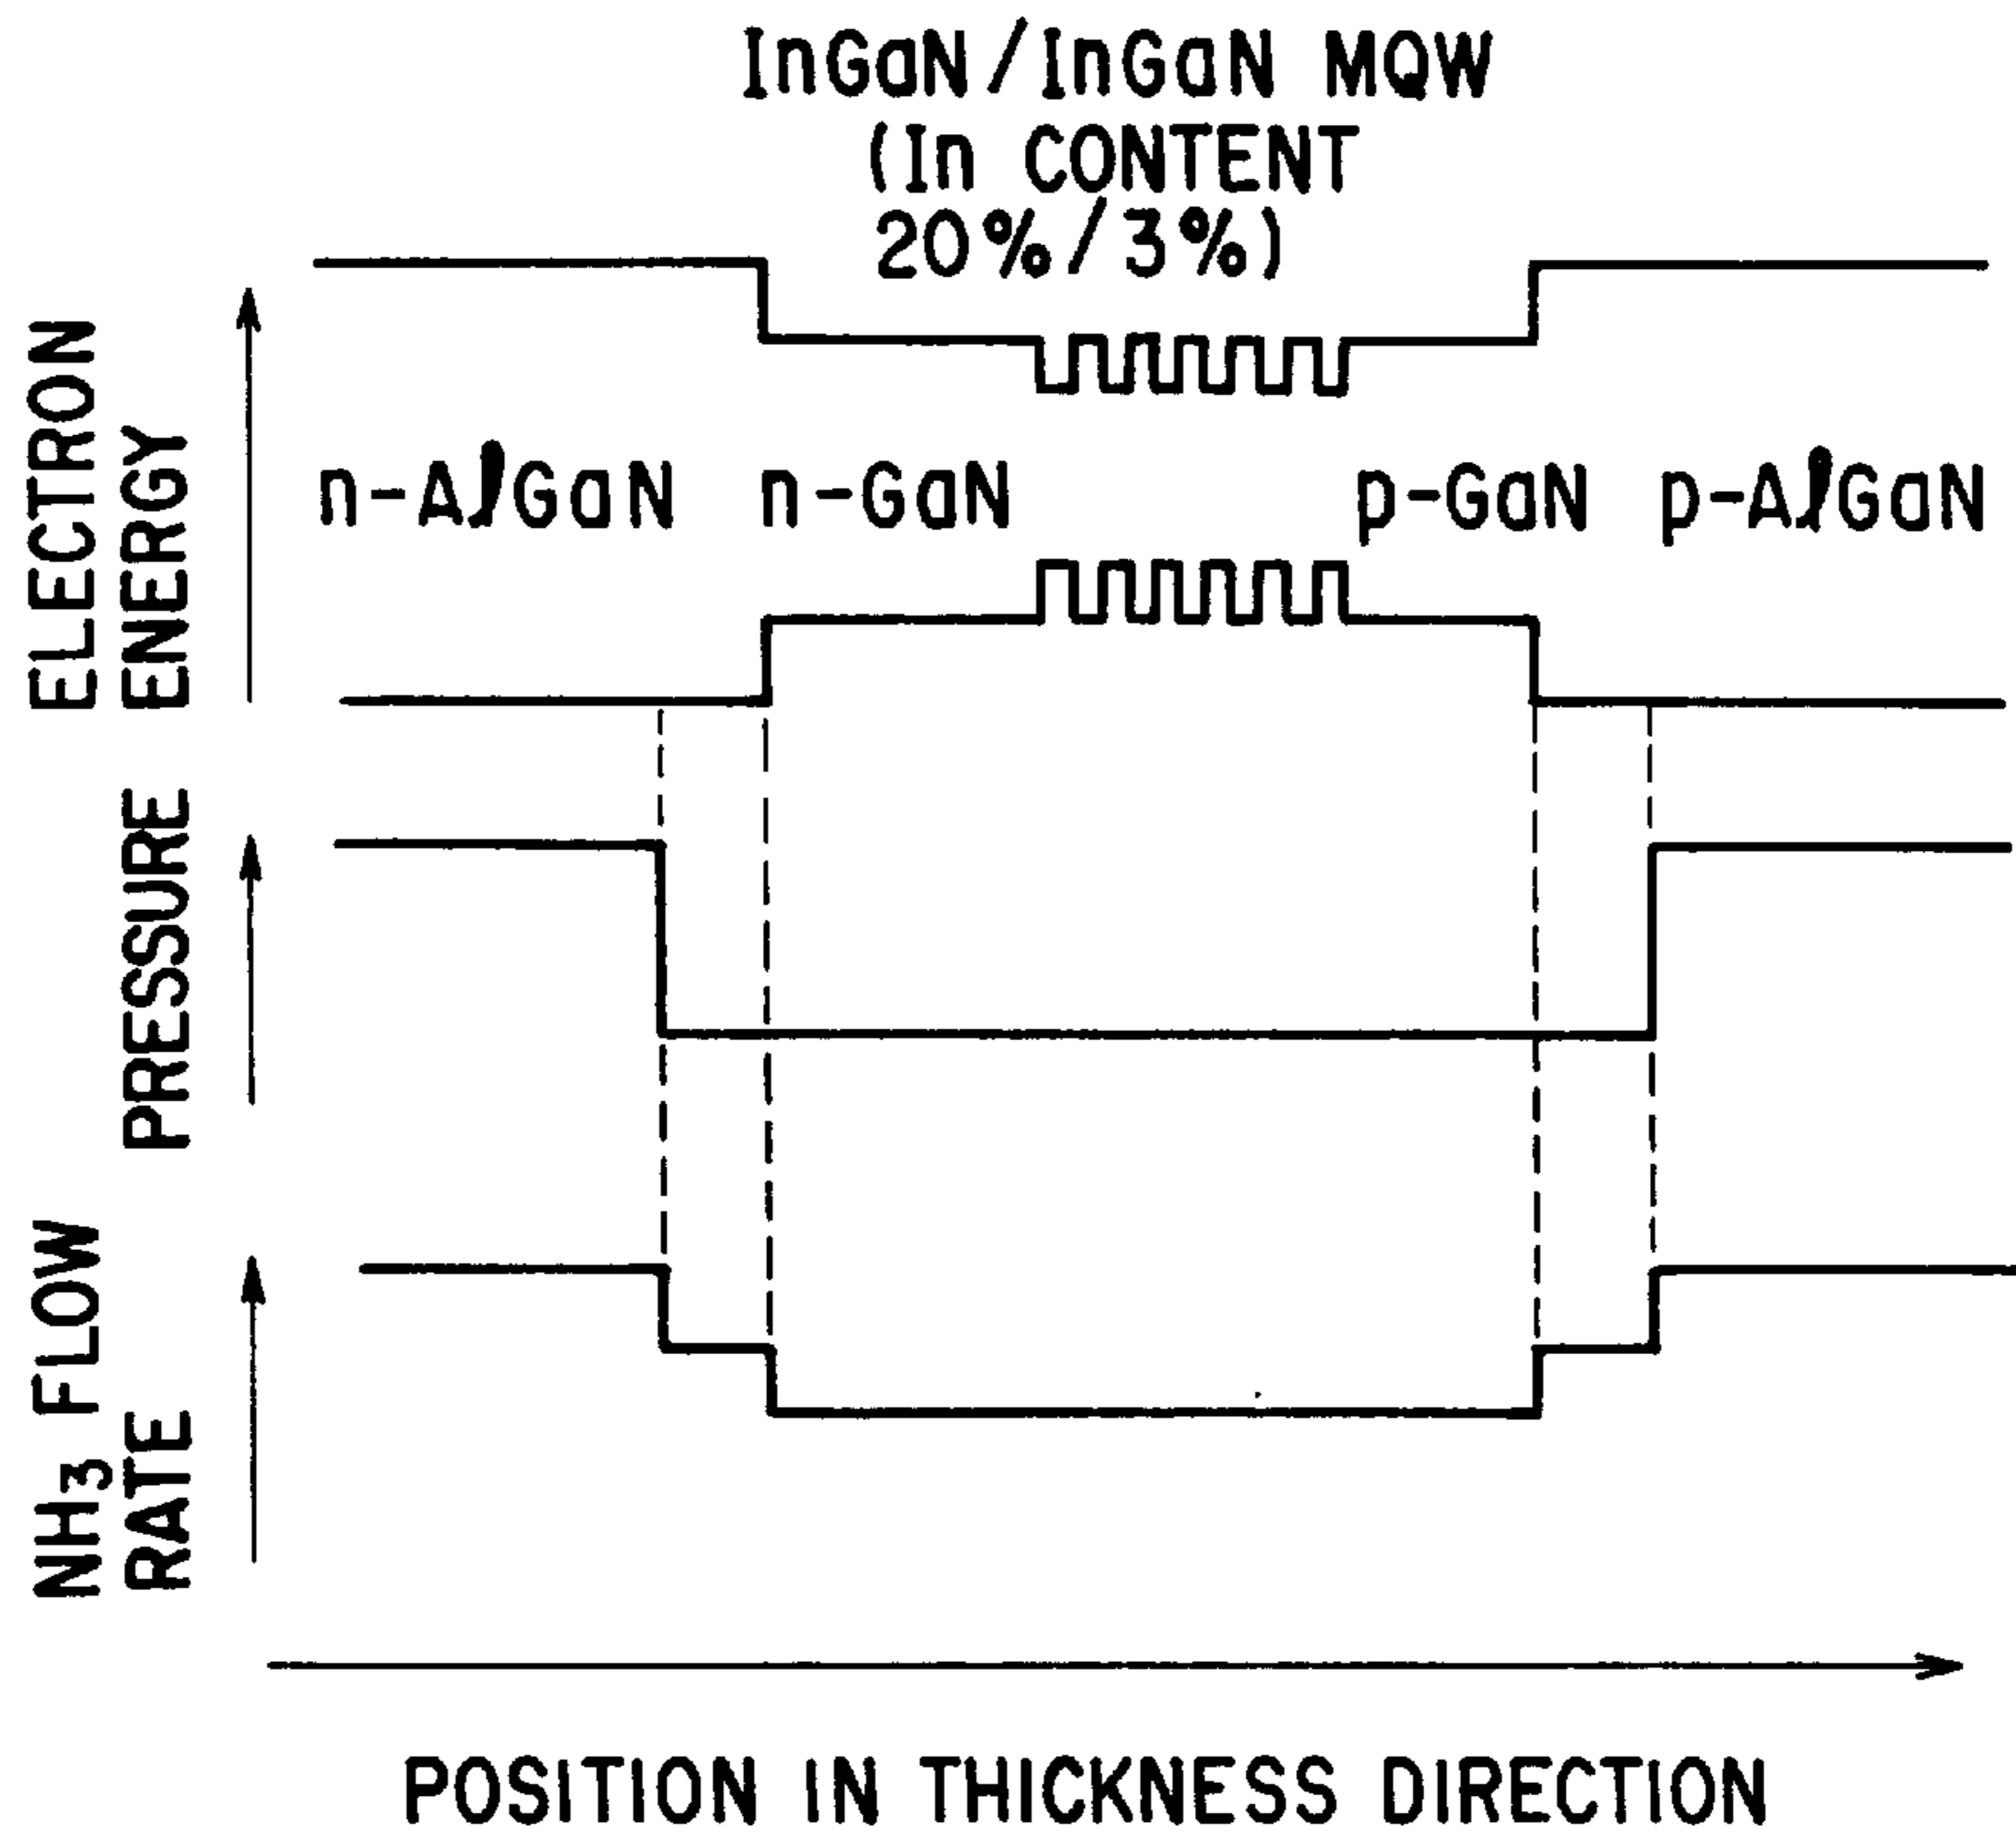 InGaN/InGaN MQW
(In CONTENT
20%/3%)
ELECTRON
ENERGY
n-AlGaN n-GaN p-GaN p-AlGaN
PRESSURE
NH₃ FLOW
RATE
POSITION IN THICKNESS DIRECTION